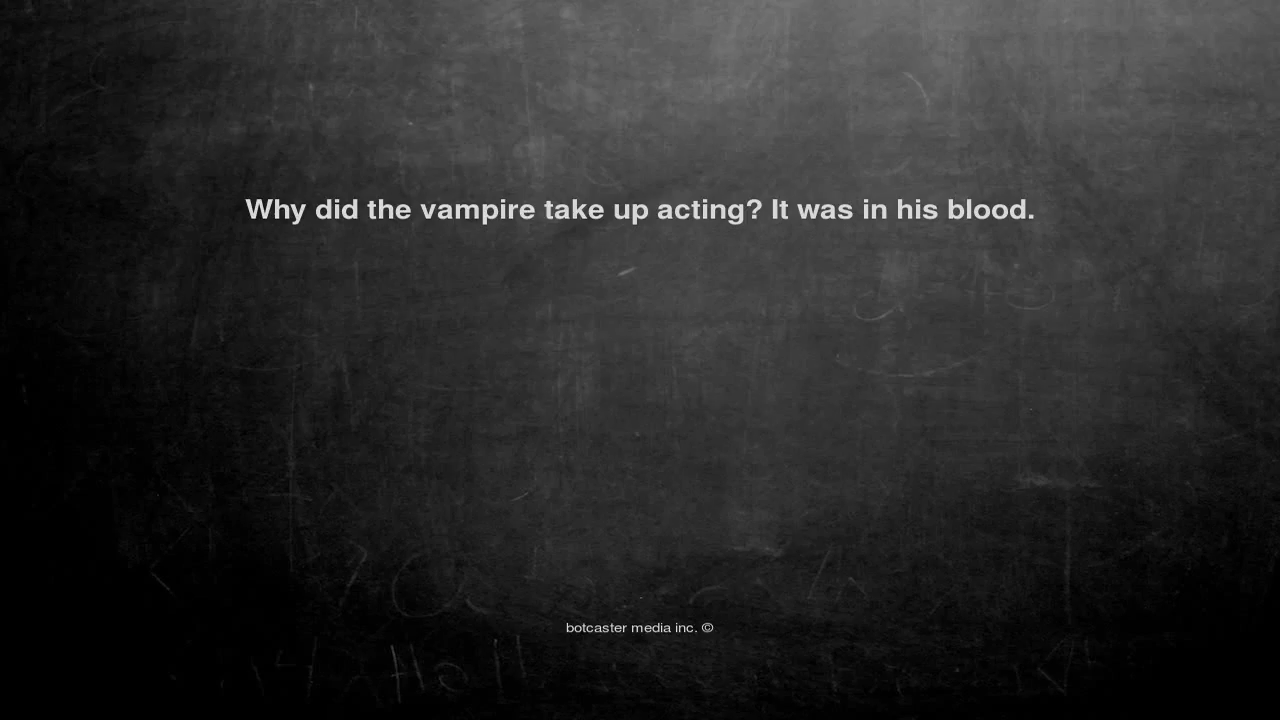 Why did the vampire take up acting? It was in his blood.
botcaster media inc. ©